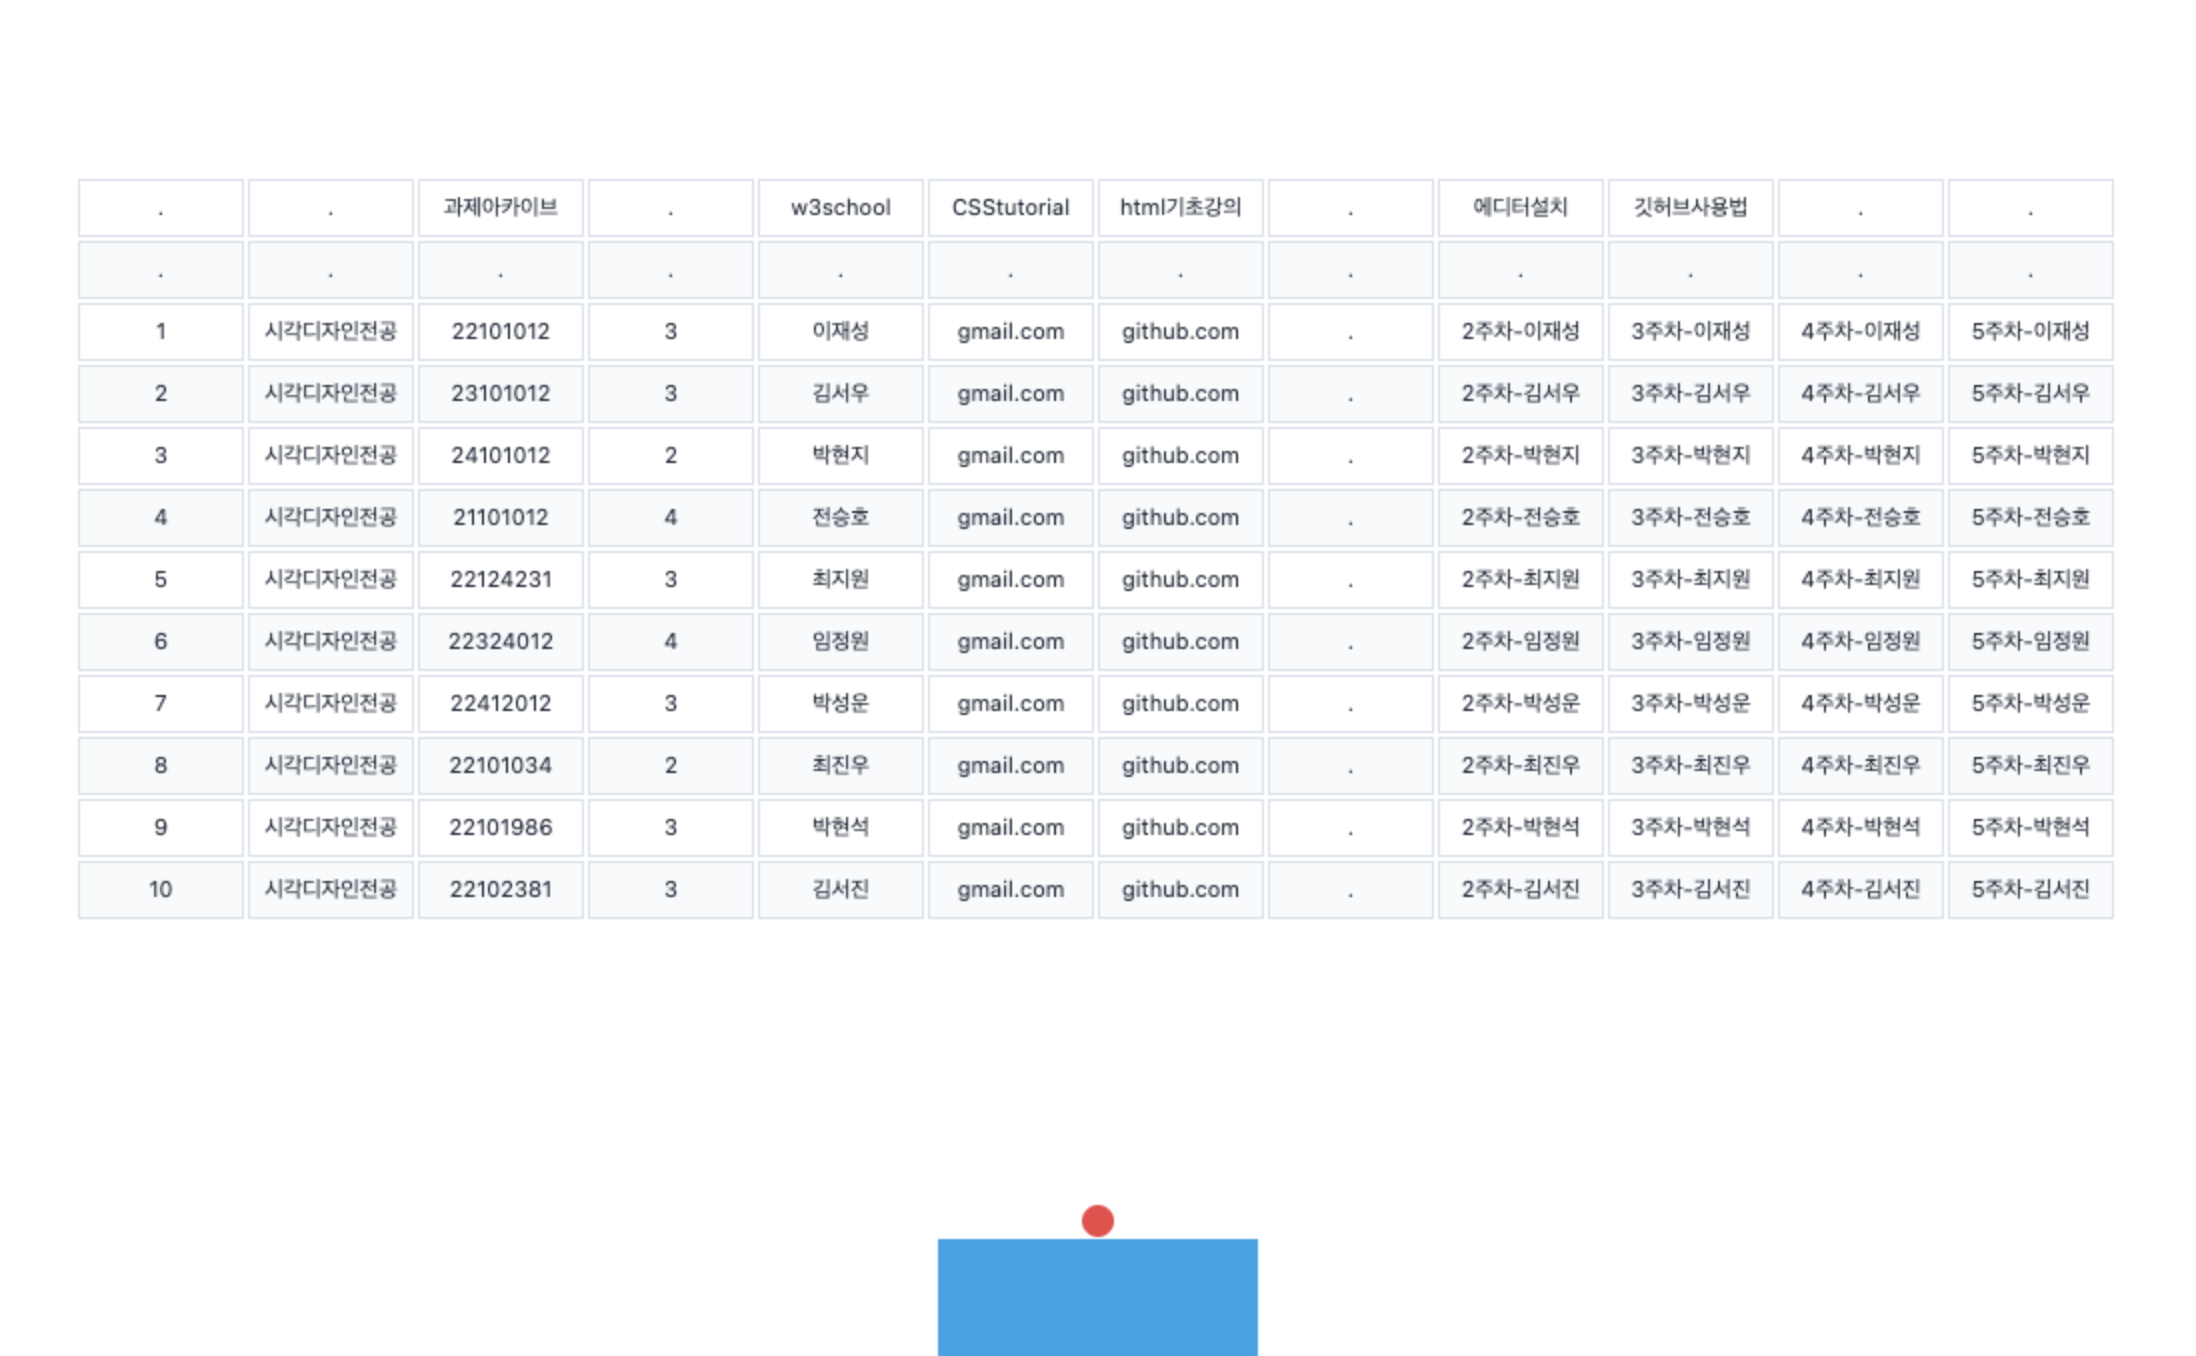 . . 과제아카이브 . w3school CSStutorial html기초강의 . 에디터설치 깃허브사용법 . .
. . . . . . . . . . . .
1 시각디자인전공 22101012 3 이재성 gmail.com github.com . 2주차-이재성 3주차-이재성 4주차-이재성 5주차-이재성
2 시각디자인전공 23101012 3 김서우 gmail.com github.com . 2주차-김서우 3주차-김서우 4주차-김서우 5주차-김서우
3 시각디자인전공 24101012 2 박현지 gmail.com github.com . 2주차-박현지 3주차-박현지 4주차-박현지 5주차-박현지
4 시각디자인전공 21101012 4 전승호 gmail.com github.com . 2주차-전승호 3주차-전승호 4주차-전승호 5주차-전승호
5 시각디자인전공 22124231 3 최지원 gmail.com github.com . 2주차-최지원 3주차-최지원 4주차-최지원 5주차-최지원
6 시각디자인전공 22324012 4 임정원 gmail.com github.com . 2주차-임정원 3주차-임정원 4주차-임정원 5주차-임정원
7 시각디자인전공 22412012 3 박성운 gmail.com github.com . 2주차-박성운 3주차-박성운 4주차-박성운 5주차-박성운
8 시각디자인전공 22101034 2 최진우 gmail.com github.com . 2주차-최진우 3주차-최진우 4주차-최진우 5주차-최진우
9 시각디자인전공 22101986 3 박현석 gmail.com github.com . 2주차-박현석 3주차-박현석 4주차-박현석 5주차-박현석
10 시각디자인전공 22102381 3 김서진 gmail.com github.com . 2주차-김서진 3주차-김서진 4주차-김서진 5주차-김서진